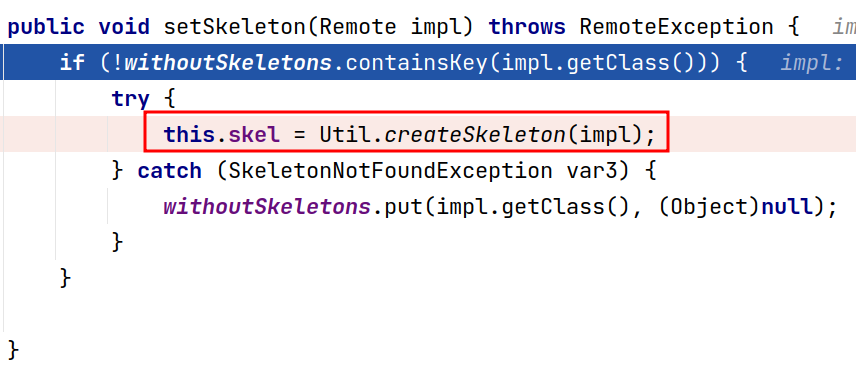 public void setSkeleton(Remote impl) throws RemoteException { im
if (!withoutSkeletons.containsKey(impl.getClass())) { impl:
try {
this.skel = Util.createSkeleton(impl);
} catch (SkeletonNotFoundException var3) {
withoutSkeletons.put(impl.getClass(), (Object)null);
}
}
}